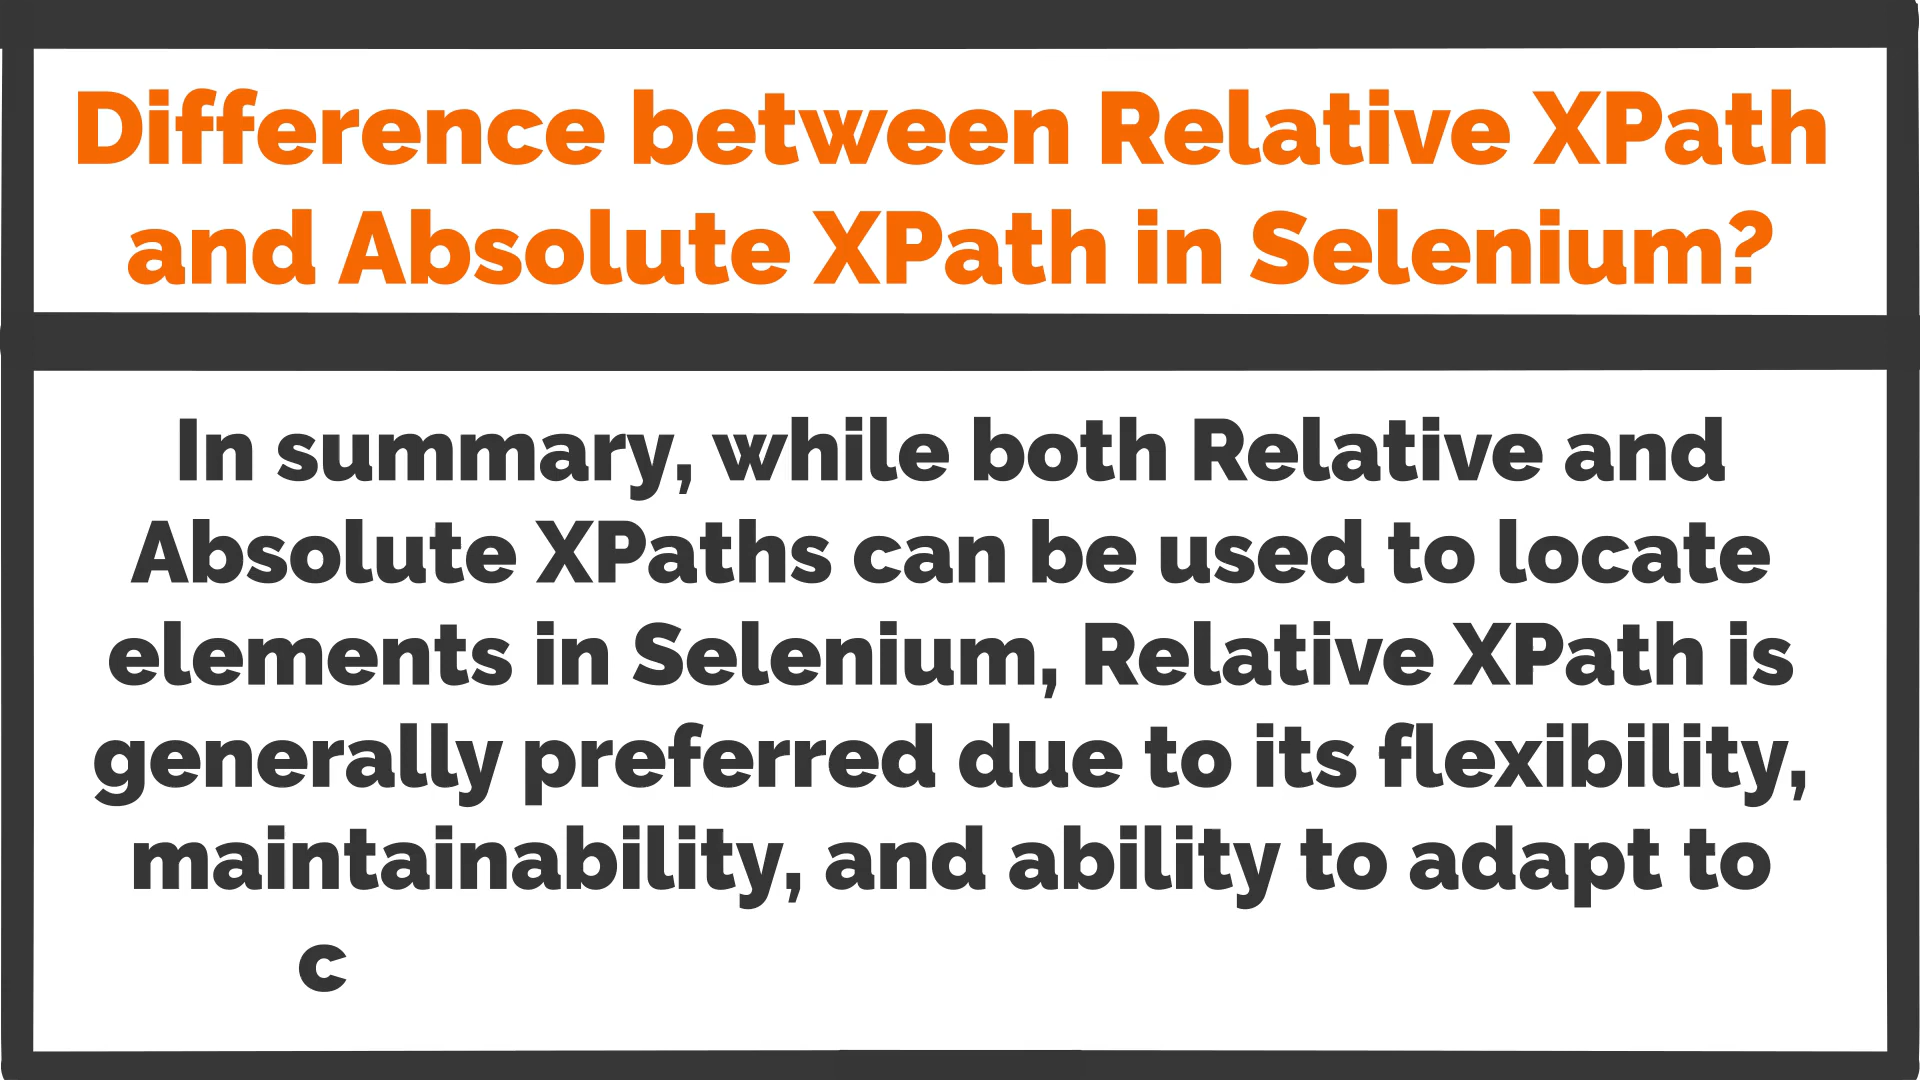 Difference between Relative XPath
and Absolute XPath in Selenium?
In summary, while both Relative and
Absolute XPaths can be used to locate
elements in Selenium, Relative XPath is
generally preferred due to its flexibility,
maintainability, and ability to adapt to
c